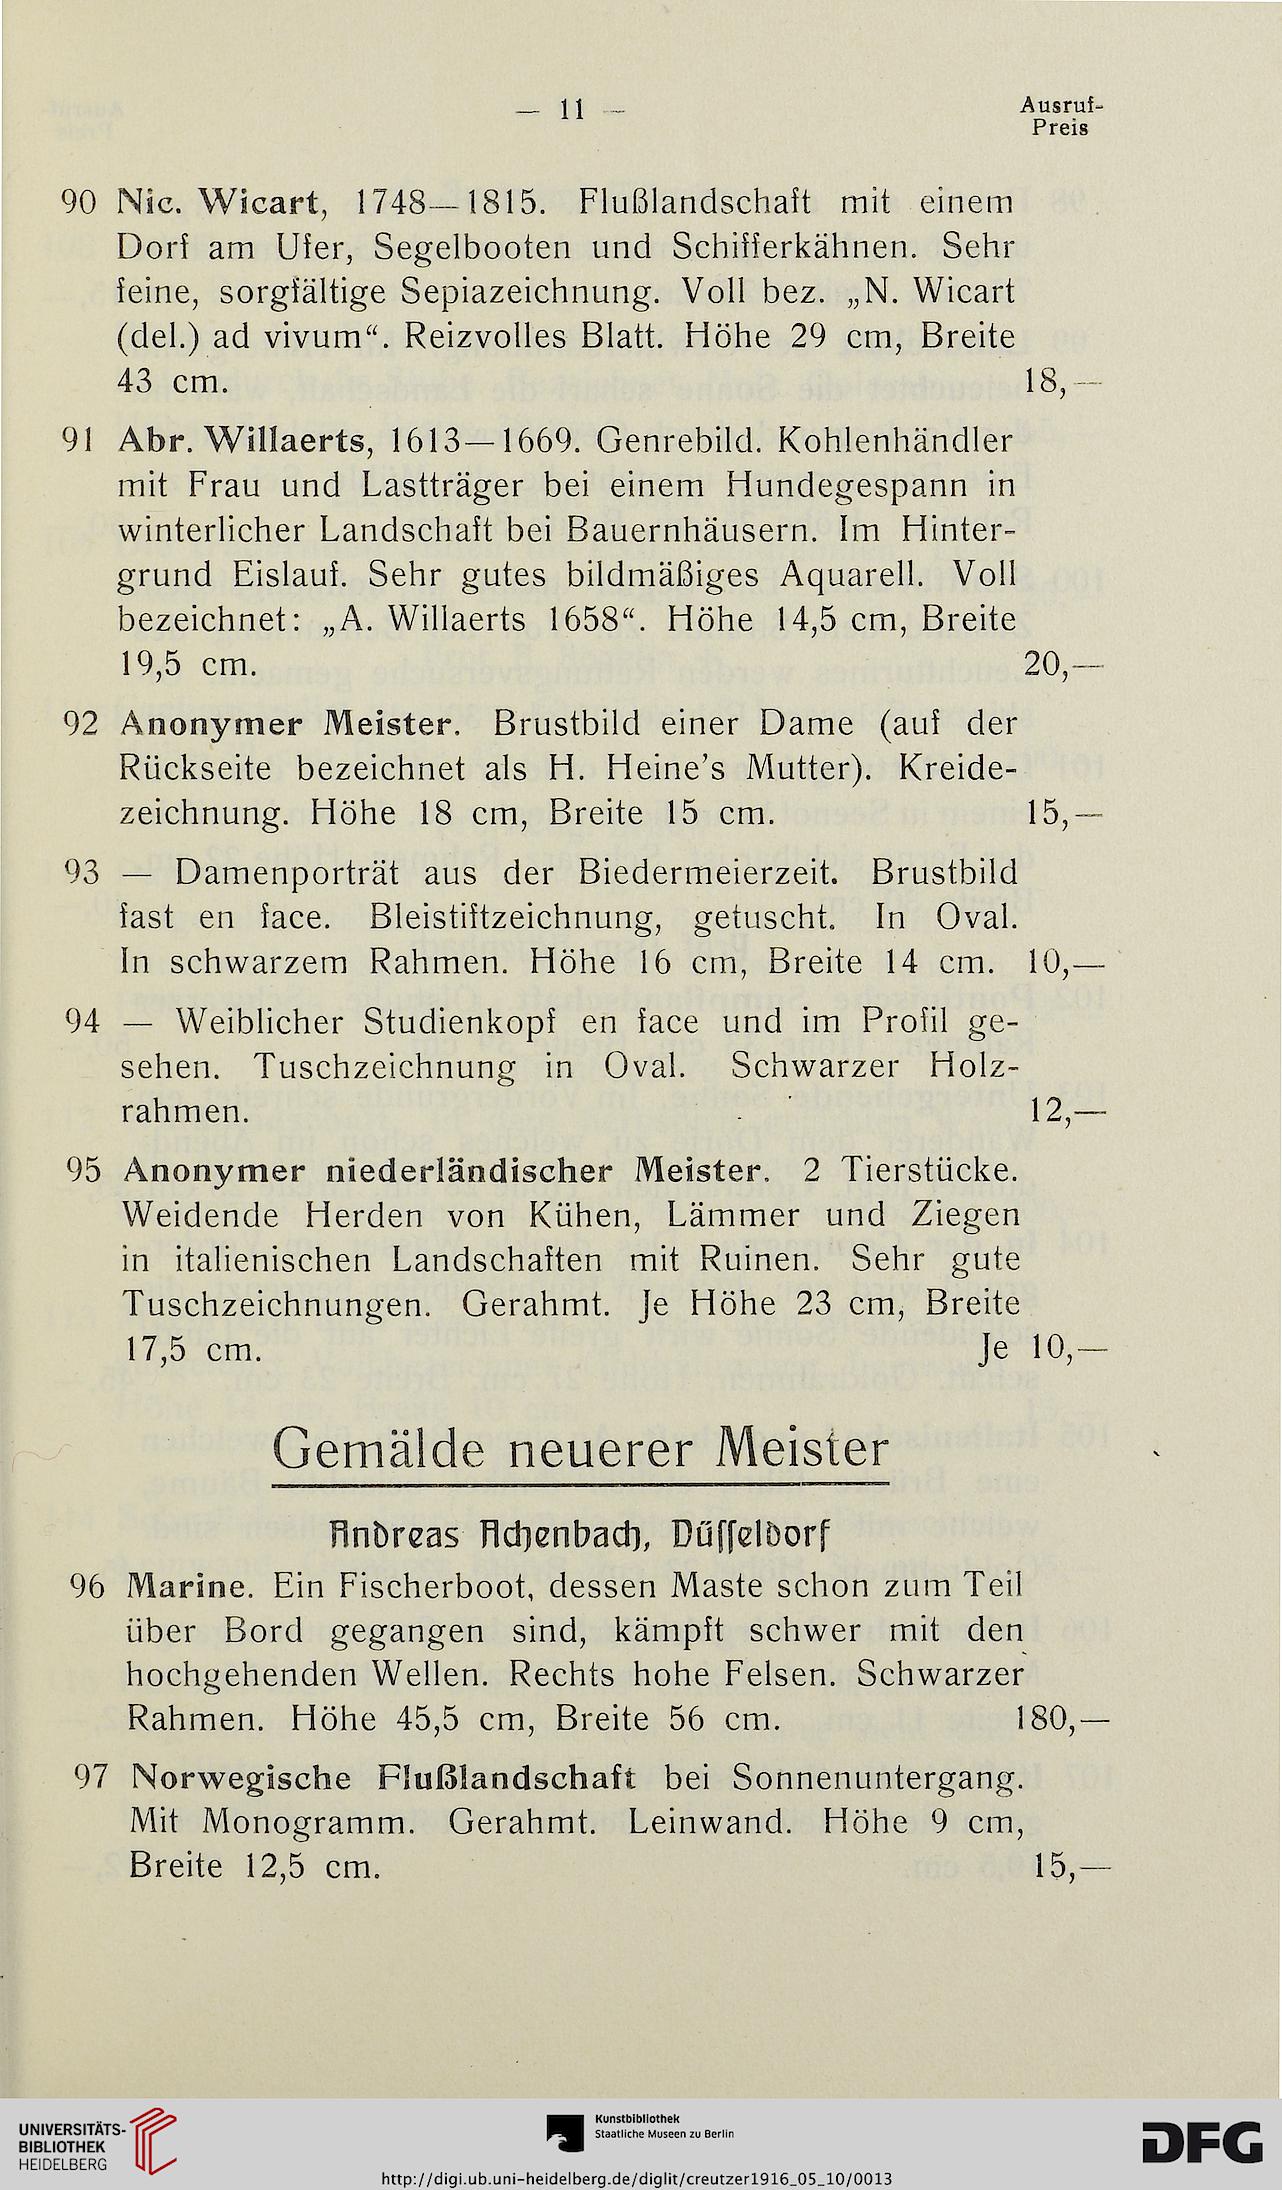 — 11 —
Ausruf-
Preis
90 Nic. Wicart, 1748—1815. Flußlandschaft mit einem
Dorf am Ufer, Segelbooten und Schifferkähnen. Sehr
feine, sorgfältige Sepiazeichnung. Voll bez. „N. Wicart
(del.) ad vivum“. Reizvolles Blatt. Höhe 29 cm, Breite
43 cm. 18,—
91 Abr. Willaerts, 1613—1669. Genrebild. Kohlenhändler
mit Frau und Lastträger bei einem Hundegespann in
winterlicher Landschaft bei Bauernhäusern. Im Hinter-
grund Eislauf. Sehr gutes bildmäßiges Aquarell. Voll
bezeichnet: „A. Willaerts 1658“. Höhe 14,5 cm, Breite
19,5 cm. 20,—
92 Anonymer Meister. Brustbild einer Dame (auf der
Rückseite bezeichnet als H. Heine's Mutter). Kreide-
zeichnung. Höhe 18 cm, Breite 15 cm. 15,—
93 — Damenporträt aus der Biedermeierzeit. Brustbild
fast en face. Bleistiftzeichnung, getuscht. In Oval.
In schwarzem Rahmen. Höhe 16 cm, Breite 14 cm. 10,—
94 — Weiblicher Studienkopf en face und im Profil ge-
sehen. Tuschzeichnung in Oval. Schwarzer Holz-
rahmen. 12,—
95 Anonymer niederländischer Meister. 2 Tierstücke.
Weidende Herden von Kühen, Lämmer und Ziegen
in italienischen Landschaften mit Ruinen. Sehr gute
Tuschzeichnungen. Gerahmt. Je Höhe 23 cm, Breite
17,5 cm. Je 10,—
Gemälde neuerer Meister
Andreas Achenbach, Düſſeldorf
96 Marine. Ein Fischerboot, dessen Maste schon zum Teil
über Bord gegangen sind, kämpft schwer mit den
hochgehenden Wellen. Rechts hohe Felsen. Schwarzer
Rahmen. Höhe 45,5 cm, Breite 56 cm. 180,—
97 Norwegische Flußlandschaft bei Sonnenuntergang.
Mit Monogramm. Gerahmt. Leinwand. Höhe 9 cm,
Breite 12,5 cm. 15,—
UNIVERSITÄTS-
BIBLIOTHEK
HEIDELBERG
Kunstbibliothek
Staatliche Museen zu Berlin
DFG
http://digi.ub.uni-heidelberg.de/diglit/creutzer1916_05_10/0013